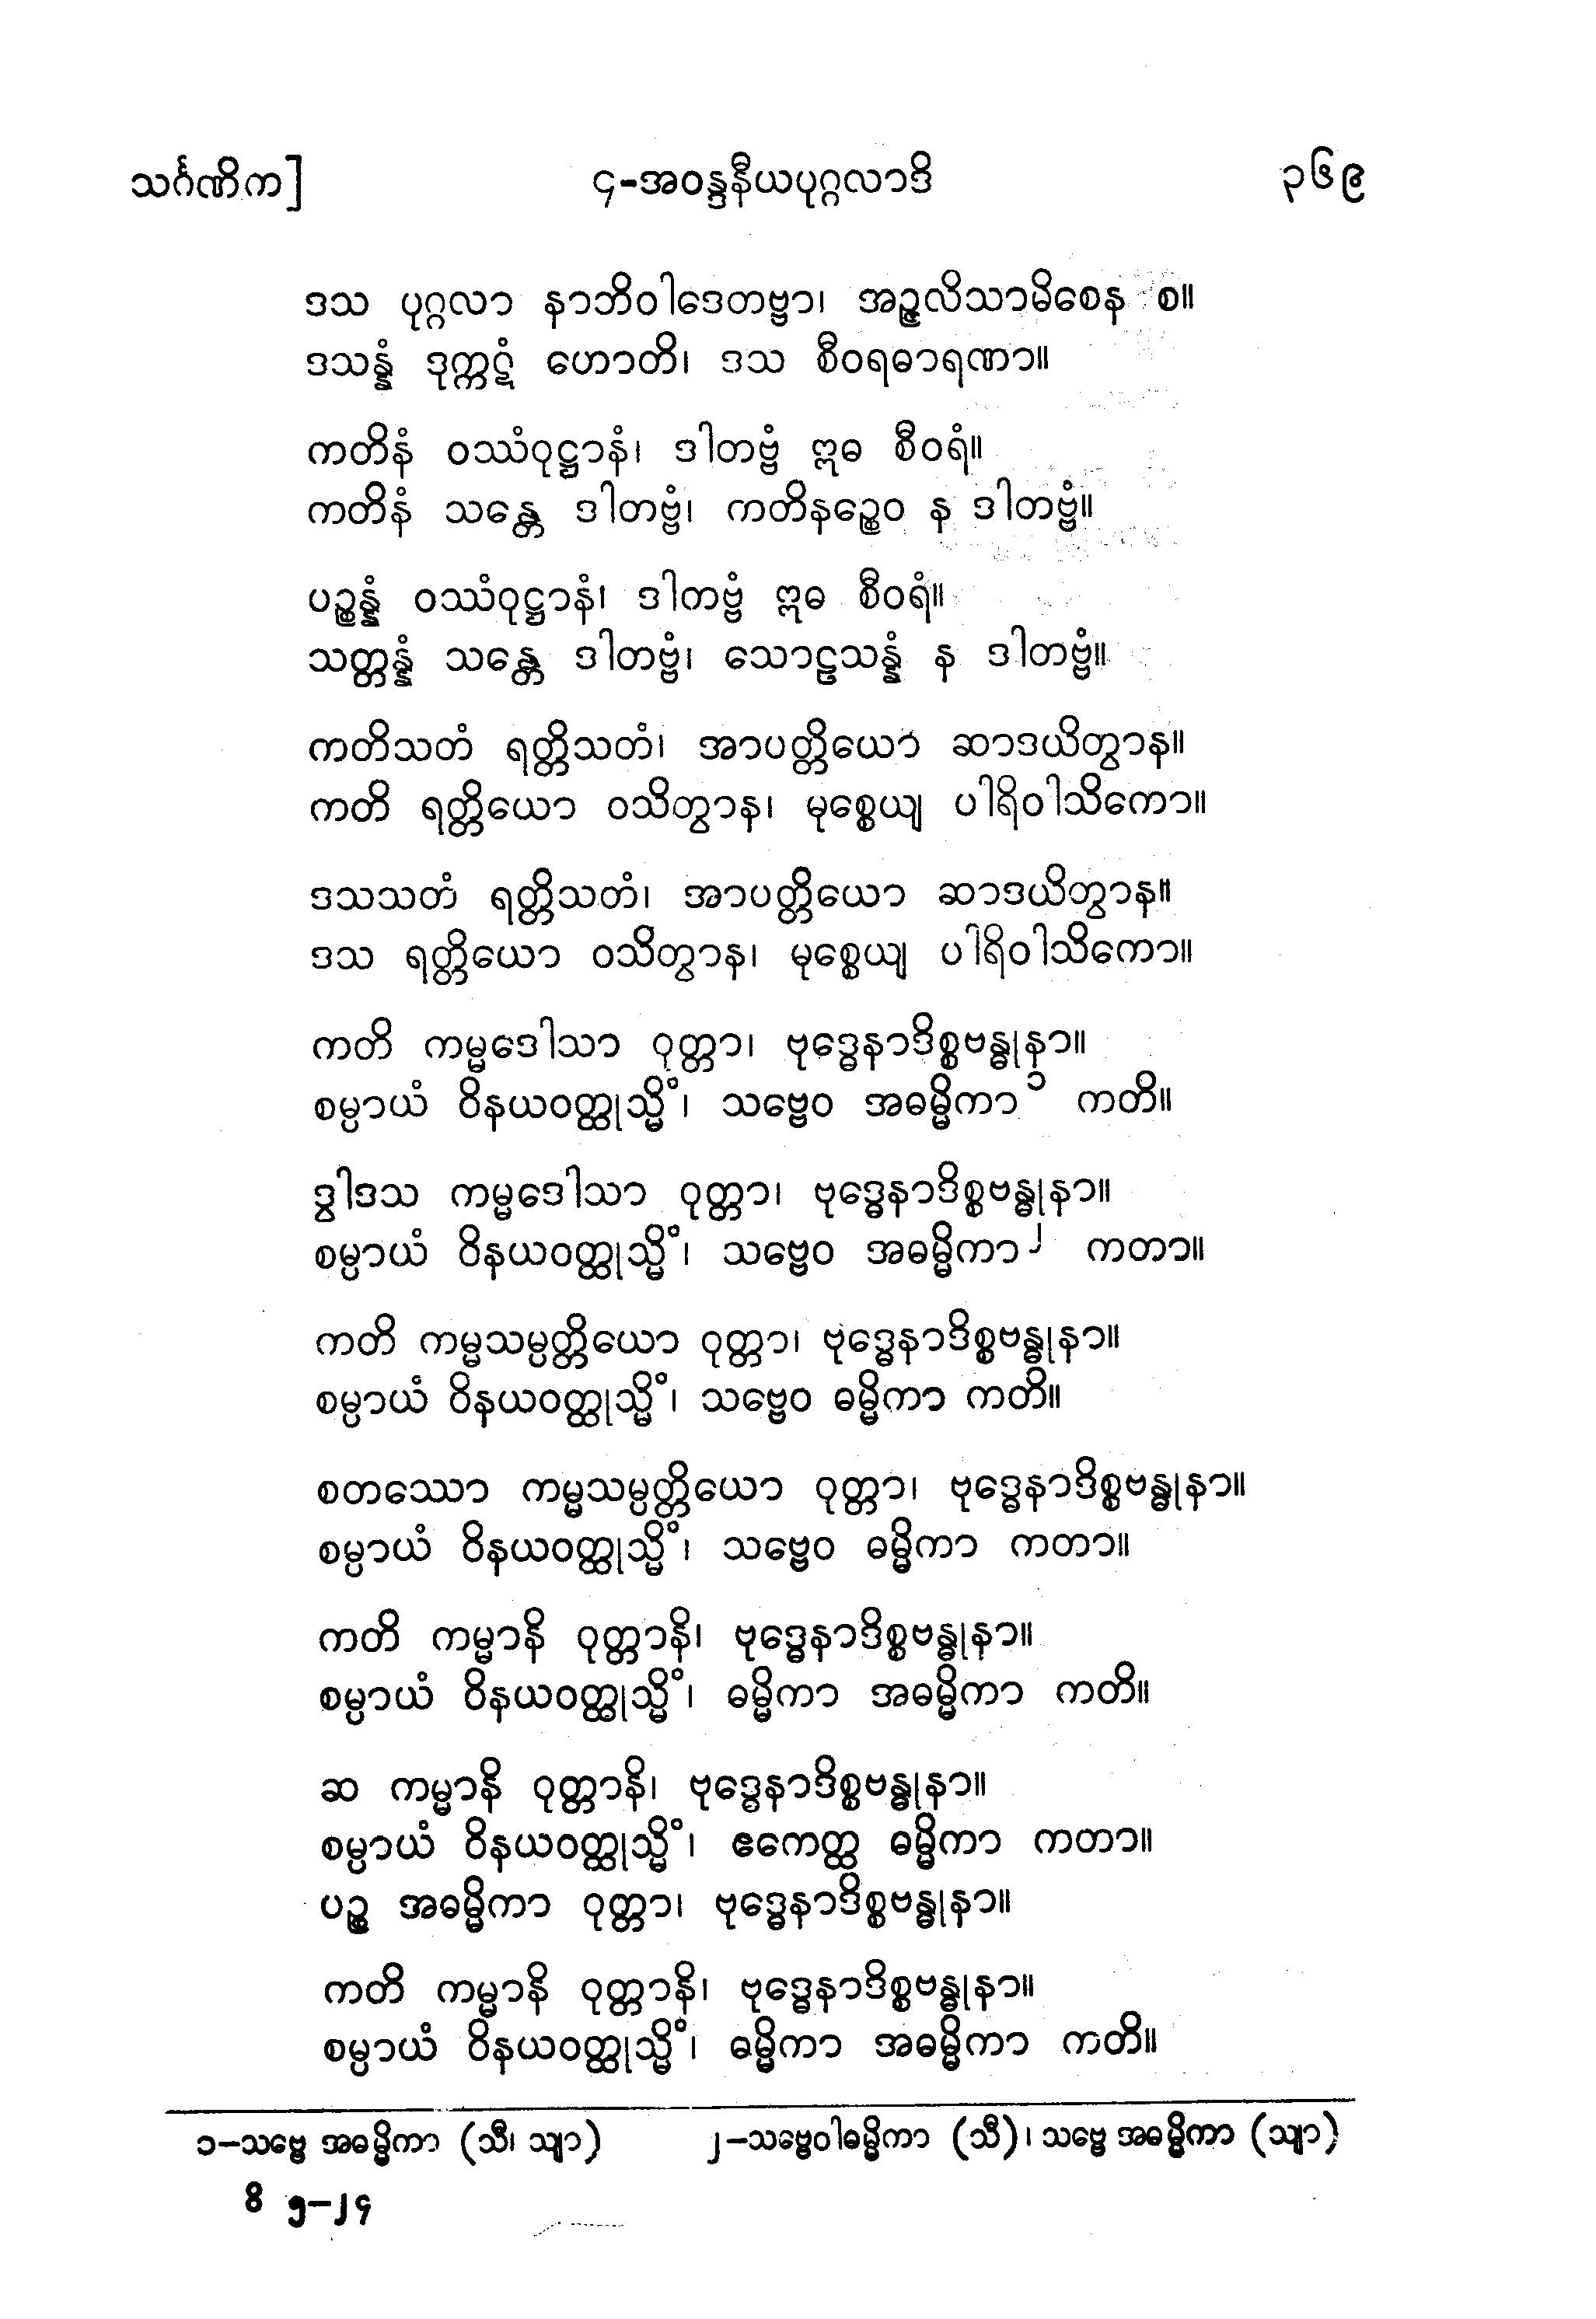 သင်္ဂဏိက]
၄-အဝန္ဒနီယပုဂ္ဂလာဒိ
၃၆၉
ဒသ ပုဂ္ဂလာ နာဘိဝါဒေတဗ္ဗာ၊ အဉ္ဇလိသာမိစေန စ။
ဒသန္နံ ဒုက္ကဋံ ဟောတိ၊ ဒသ စီဝရဓာရဏာ။
ကတိနံ ဝဿံဝုဋ္ဌာနံ၊ ဒါတဗ္ဗံ ဣဓ စီဝရံ။
ကတိနံ သန္တေ ဒါတဗ္ဗံ၊ ကတိနဉ္စေဝ န ဒါတဗ္ဗံ။
ပဉ္စန္နံ ဝဿံဝုဋ္ဌာနံ၊ ဒါတဗ္ဗံ ဣဓ စီဝရံ။
သတ္တန္နံ သန္တေ ဒါတဗ္ဗံ၊ သောဠသန္နံ န ဒါတဗ္ဗံ။
ကတိသတံ ရတ္တိသတံ၊ အာပတ္တိယော ဆာဒယိတွာန။
ကတိ ရတ္တိယော ဝသိတွာန၊ မုစ္စေယျ ပါရိဝါသိကော။
ဒသသတံ ရတ္တိသတံ၊ အာပတ္တိယော ဆာဒယိတွာန။
ဒသ ရတ္တိယော ဝသိတွာန၊ မုစ္စေယျ ပါရိဝါသိကော။
ကတိ ကမ္မဒေါသာ ဝုတ္တာ၊ ဗုဒ္ဓေနာဒိစ္စဗန္ဓုနာ။
စမ္ပာယံ ဝိနယဝတ္ထုသ္မိံ၊ သဗ္ဗေဝ အဓမ္မိကာ၁ ကတိ။
ဒွါဒသ ကမ္မဒေါသာ ဝုတ္တာ၊ ဗုဒ္ဓေနာဒိစ္စဗန္ဓုနာ။
စမ္ပာယံ ဝိနယဝတ္ထုသ္မိံ၊ သဗ္ဗေဝ အဓမ္မိကာ၂ ကတာ။
ကတိ ကမ္မသမ္ပတ္တိယော ဝုတ္တာ၊ ဗုဒ္ဓေနာဒိစ္စဗန္ဓုနာ။
စမ္ပာယံ ဝိနယဝတ္ထုသ္မိံ၊ သဗ္ဗေဝ ဓမ္မိကာ ကတိ။
စတဿော ကမ္မသမ္ပတ္တိယော ဝုတ္တာ၊ ဗုဒ္ဓေနာဒိစ္စဗန္ဓုနာ။
စမ္ပာယံ ဝိနယဝတ္ထုသ္မိံ၊ သဗ္ဗေဝ ဓမ္မိကာ ကတာ။
ကတိ ကမ္မာနိ ဝုတ္တာနိ၊ ဗုဒ္ဓေနာဒိစ္စဗန္ဓုနာ။
စမ္ပာယံ ဝိနယဝတ္ထုသ္မိံ၊ ဓမ္မိကာ အဓမ္မိကာ ကတိ။
ဆ ကမ္မာနိ ဝုတ္တာနိ၊ ဗုဒ္ဓေနာဒိစ္စဗန္ဓုနာ။
စမ္ပာယံ ဝိနယဝတ္ထုသ္မိံ၊ ဧကေတ္ထ ဓမ္မိကာ ကတာ။
ပဉ္စ အဓမ္မိကာ ဝုတ္တာ၊ ဗုဒ္ဓေနာဒိစ္စဗန္ဓုနာ။
ကတိ ကမ္မာနိ ဝုတ္တာနိ၊ ဗုဒ္ဓေနာဒိစ္စဗန္ဓုနာ။
စမ္ပာယံ ဝိနယဝတ္ထုသ္မိံ၊ ဓမ္မိကာ အဓမ္မိကာ ကတိ။
၁-သဗ္ဗေ အဓမ္မိကာ (သီ၊ သျာ) ၂-သဗ္ဗေဝါဓမ္မိကာ (သီ)၊ သဗ္ဗေ အဓမ္မိကာ (သျာ)
ဝိ ၅-၂၄